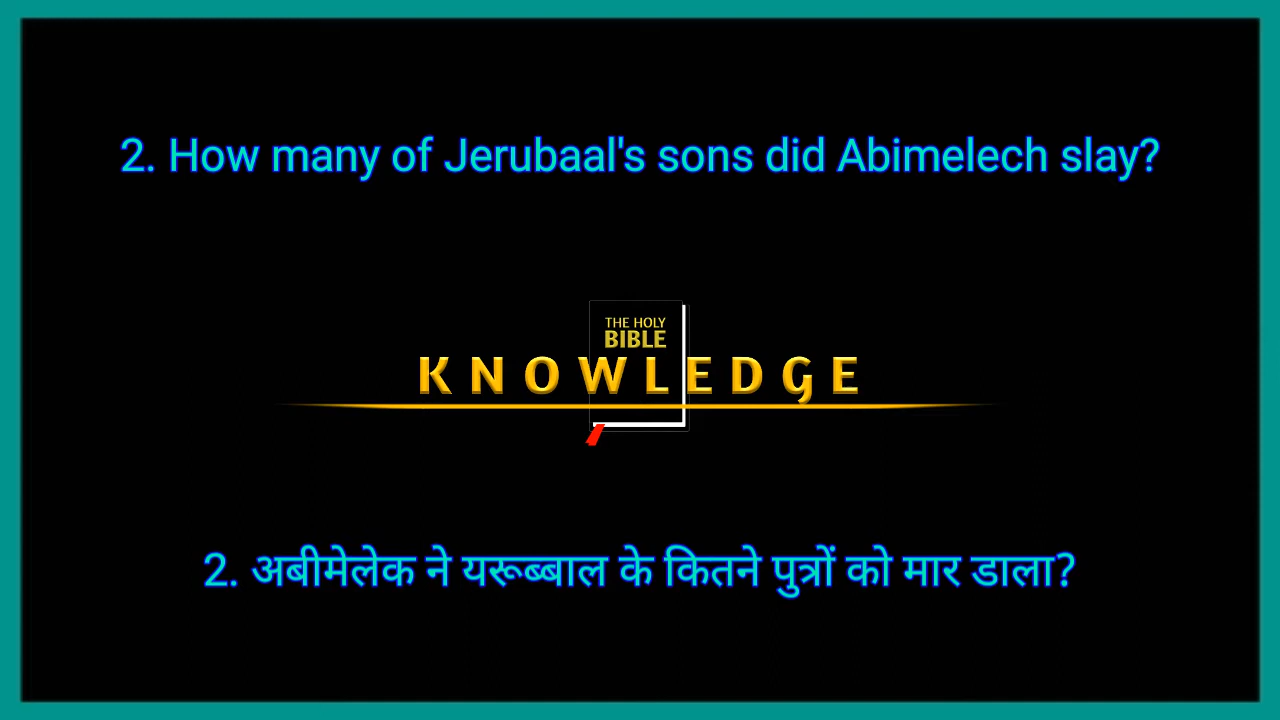 2. How many of Jerubaal's sons did Abimelech slay?
THE HOLY
BIBLE
KNOWLEDGE
2. अबीमेलेक ने यरूब्बाल के कितने पुत्रों को मार डाला?